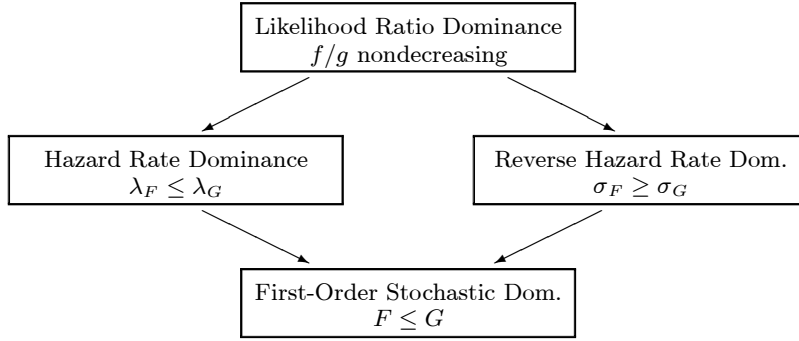 Likelihood Ratio Dominance
f/g nondecreasing
Hazard Rate Dominance
λ_F ≤ λ_G
Reverse Hazard Rate Dom.
σ_F ≥ σ_G
First-Order Stochastic Dom.
F ≤ G